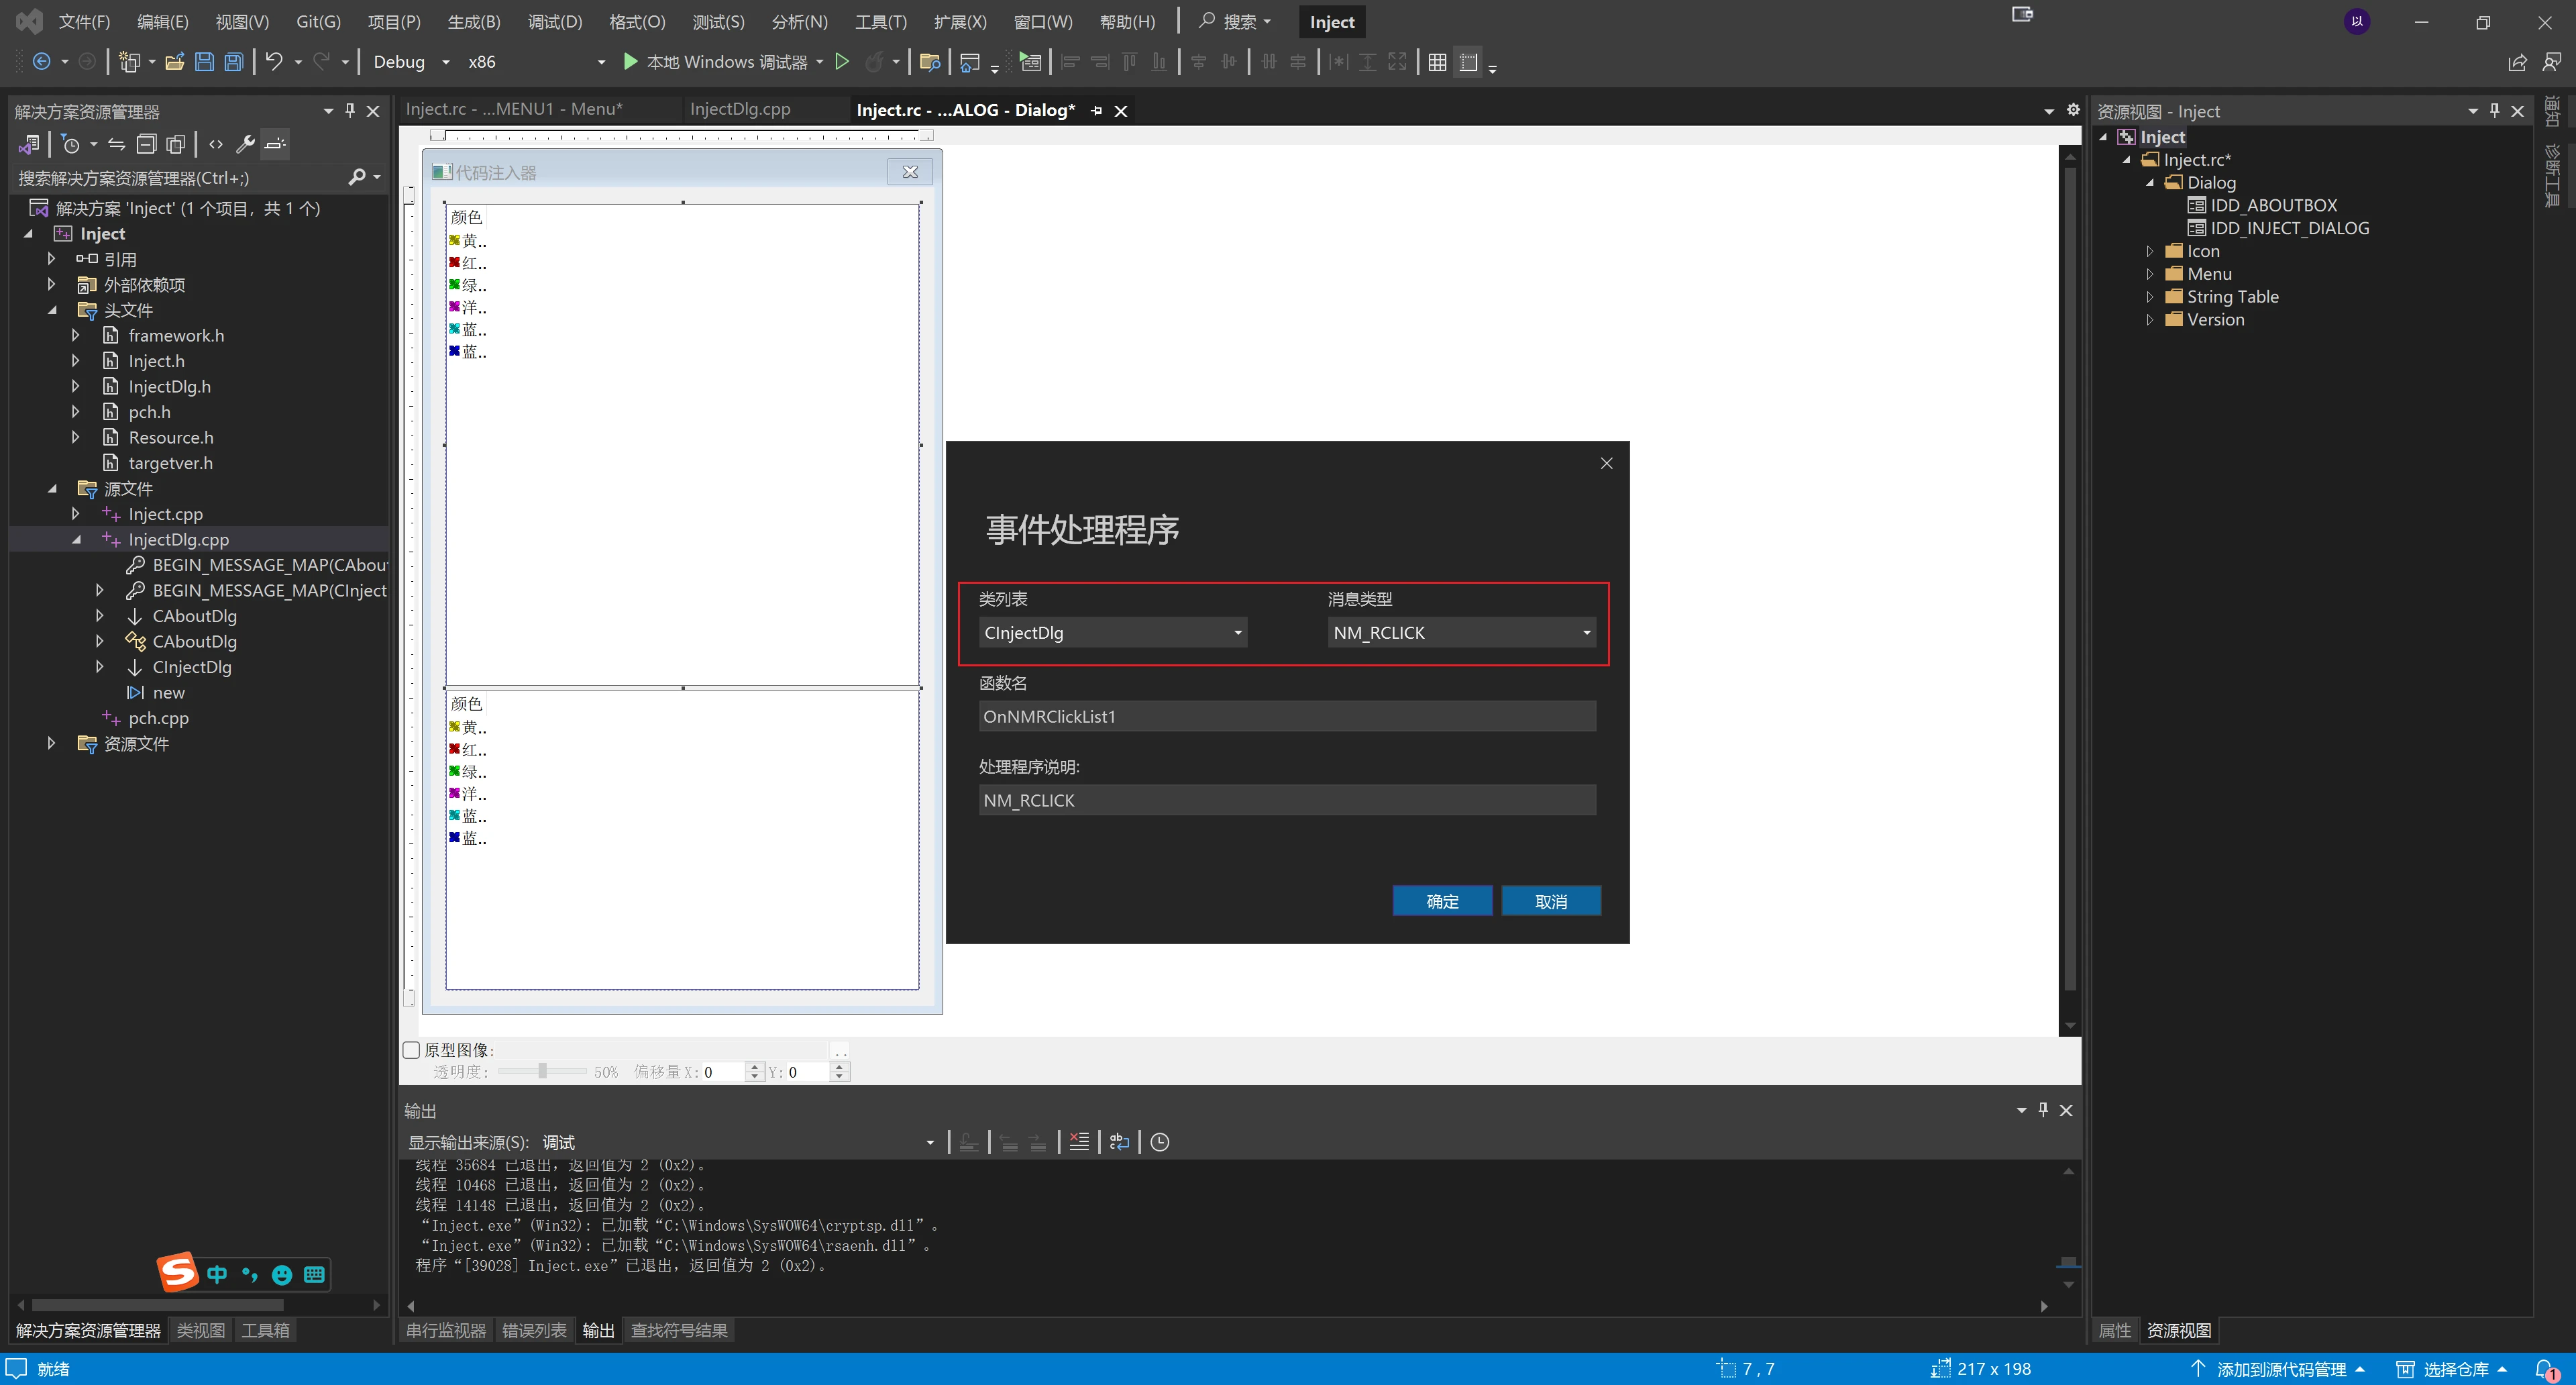 文件(F) 编辑(E) 视图(V) Git(G) 项目(P) 生成(B) 调试(D) 格式(O) 测试(S) 分析(N) 工具(T) 扩展(X) 窗口(W) 帮助(H) 搜索 Inject 以
Debug x86 本地 Windows 调试器
解决方案资源管理器
搜索解决方案资源管理器(Ctrl+;)
解决方案 'Inject' (1 个项目，共 1 个)
Inject
引用
外部依赖项
头文件
framework.h
Inject.h
InjectDlg.h
pch.h
Resource.h
targetver.h
源文件
Inject.cpp
InjectDlg.cpp
BEGIN_MESSAGE_MAP(CAbou
BEGIN_MESSAGE_MAP(CInject
CAboutDlg
CAboutDlg
CInjectDlg
new
pch.cpp
资源文件
中
解决方案资源管理器 类视图 工具箱
Inject.rc - ...MENU1 - Menu* InjectDlg.cpp Inject.rc - ...ALOG - Dialog*
代码注入器
颜色
黄..
红..
绿..
洋..
蓝..
蓝..
颜色
黄..
红..
绿..
洋..
蓝..
蓝..
事件处理程序
类列表 消息类型
CInjectDlg NM_RCLICK
函数名
OnNMRClickList1
处理程序说明:
NM_RCLICK
确定 取消
原型图像: ..
透明度: 50% 偏移量 X: 0 Y: 0
输出
显示输出来源(S): 调试
线程 35684 已退出，返回值为 2 (0x2)。
线程 10468 已退出，返回值为 2 (0x2)。
线程 14148 已退出，返回值为 2 (0x2)。
“Inject.exe”(Win32): 已加载“C:\Windows\SysWOW64\cryptsp.dll”。
“Inject.exe”(Win32): 已加载“C:\Windows\SysWOW64\rsaenh.dll”。
程序“[39028] Inject.exe”已退出，返回值为 2 (0x2)。
串行监视器 错误列表 输出 查找符号结果
资源视图 - Inject
Inject
Inject.rc*
Dialog
IDD_ABOUTBOX
IDD_INJECT_DIALOG
Icon
Menu
String Table
Version
属性 资源视图
通知
诊断工具
就绪 7 , 7 217 x 198 添加到源代码管理 选择仓库 1